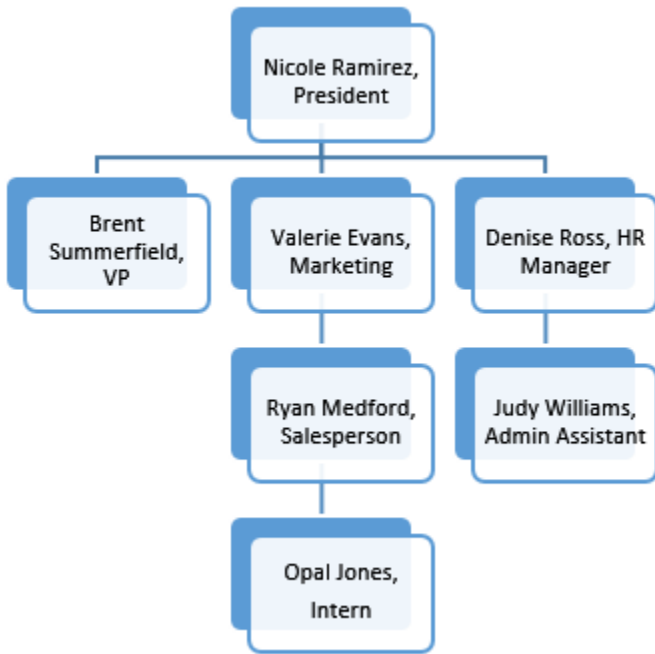 Nicole Ramirez,
President
Brent
Summerfield,
VP
Valerie Evans,
Marketing
Denise Ross, HR
Manager
Ryan Medford,
Salesperson
Judy Williams,
Admin Assistant
Opal Jones,
Intern